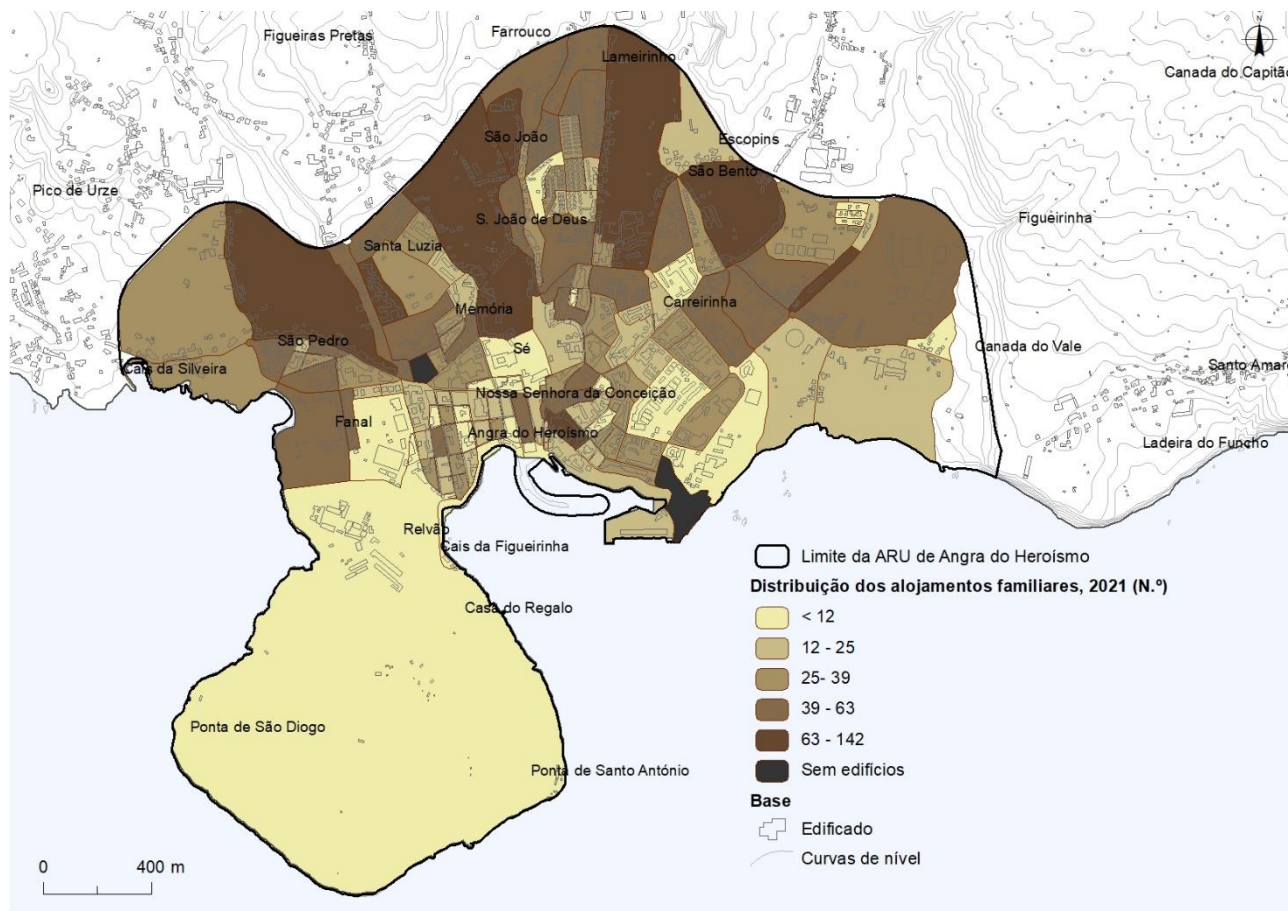 Figueiras Pretas
Farrouco
N
Lameirinho
Canada do Capitão
São João
Escopins
São Bento
Pico de Urze
S. João de Deus
Figueirinha
Santa Luzia
Memória
Carreirinha
São Pedro
Sé
Canada do Vale
Cais da Silveira
Santo Amaro
Nossa Senhora da Conceição
Fanal
Angra do Heroísmo
Ladeira do Funcho
Relvão
Cais da Figueirinha
Casa do Regalo
Ponta de São Diogo
Ponta de Santo António
0 400 m
Limite da ARU de Angra do Heroísmo
Distribuição dos alojamentos familiares, 2021 (N.º)
< 12
12 - 25
25- 39
39 - 63
63 - 142
Sem edifícios
Base
Edificado
Curvas de nível